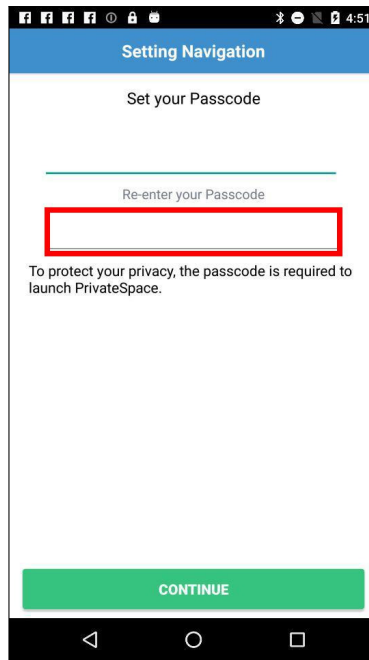 4:51
Setting Navigation
Set your Passcode
Re-enter your Passcode
To protect your privacy, the passcode is required to
launch PrivateSpace.
CONTINUE